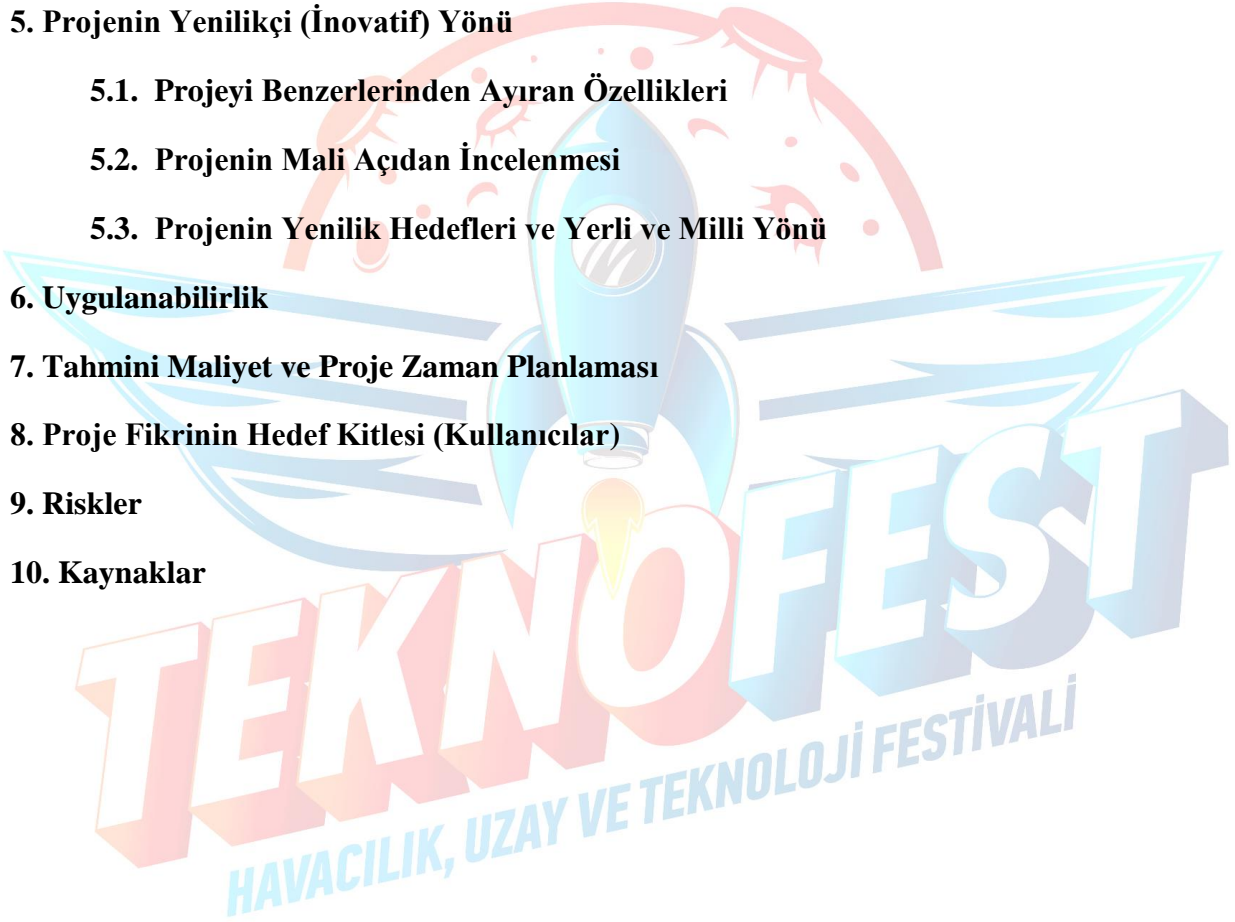 5. Projenin Yenilikçi (İnovatif) Yönü
5.1. Projeyi Benzerlerinden Ayıran Özellikleri
5.2. Projenin Mali Açıdan İncelenmesi
5.3. Projenin Yenilik Hedefleri ve Yerli ve Milli Yönü
6. Uygulanabilirlik
7. Tahmini Maliyet ve Proje Zaman Planlaması
8. Proje Fikrinin Hedef Kitlesi (Kullanıcılar)
9. Riskler
10. Kaynaklar
TEKNOFEST
HAVACILIK, UZAY VE TEKNOLOJİ FESTİVALİ